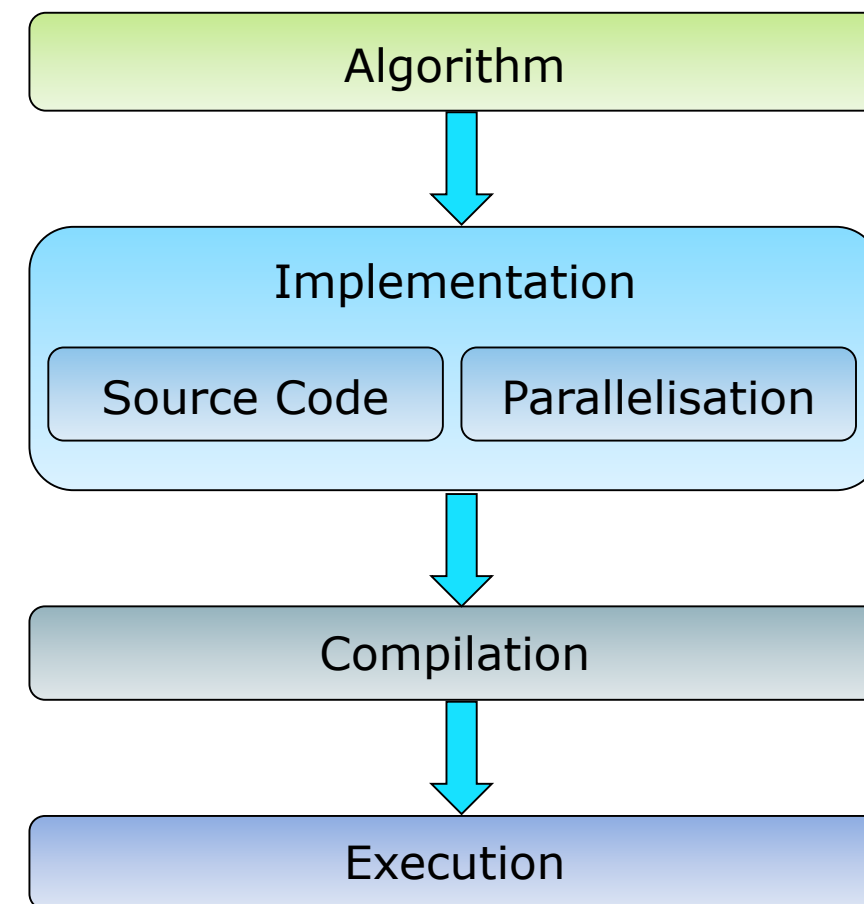 Algorithm
Implementation
Source Code
Parallelisation
Compilation
Execution